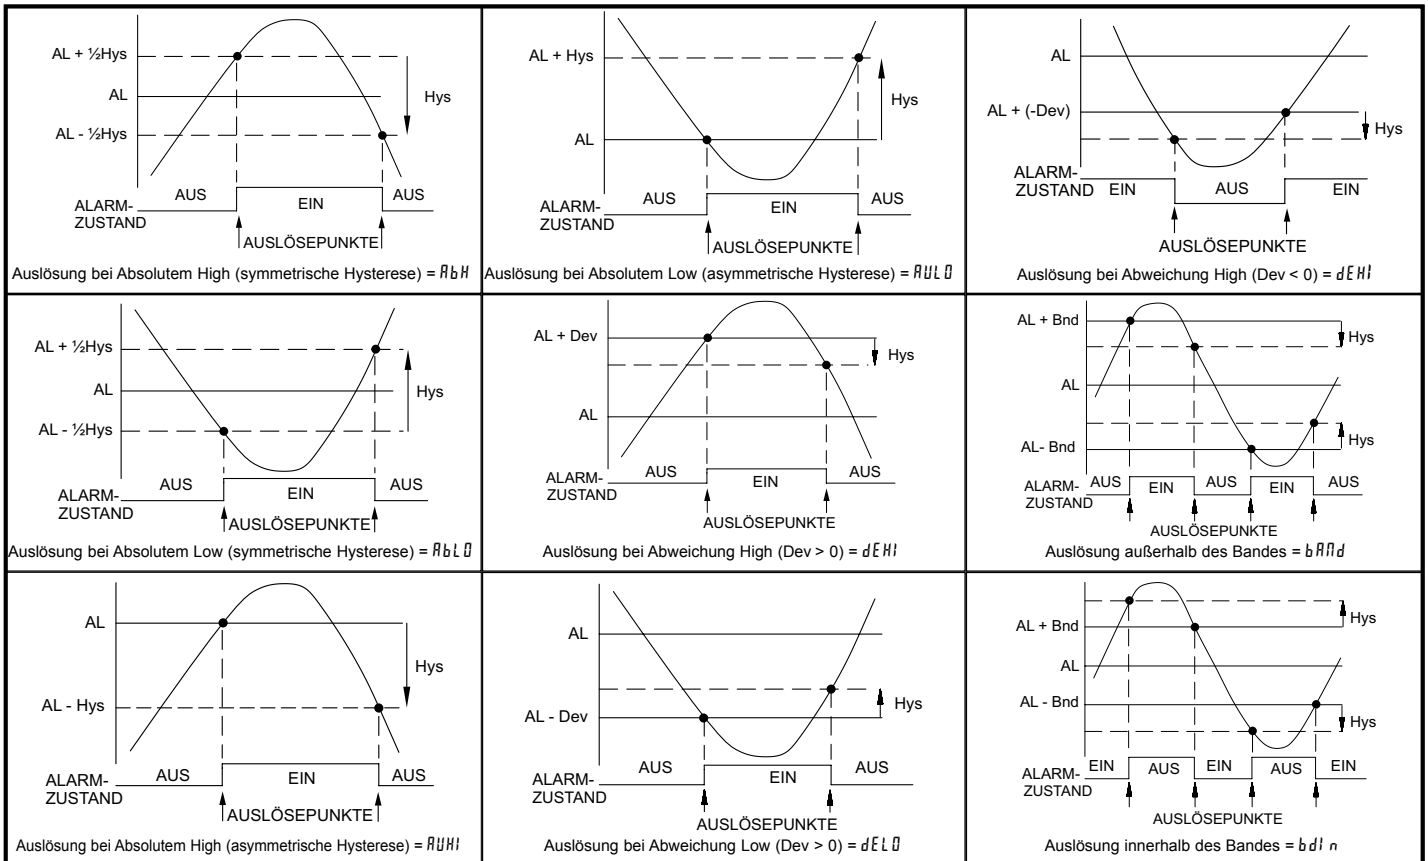 AL + ½Hys
AL
AL - ½Hys
Hys
AUS
EIN
AUS
ALARM-
ZUSTAND
AUSLÖSEPUNKTE
Auslösung bei Absolutem High (symmetrische Hysterese) = AbHI
AL + Hys
AL
Hys
AUS
EIN
AUS
ALARM-
ZUSTAND
AUSLÖSEPUNKTE
Auslösung bei Absolutem Low (asymmetrische Hysterese) = AULO
AL
AL + (-Dev)
Hys
ALARM-
ZUSTAND
EIN
AUS
EIN
AUSLÖSEPUNKTE
Auslösung bei Abweichung High (Dev < 0) = dEHI
AL + ½Hys
AL
AL - ½Hys
Hys
AUS
EIN
AUS
ALARM-
ZUSTAND
AUSLÖSEPUNKTE
Auslösung bei Absolutem Low (symmetrische Hysterese) = AbLO
AL + Dev
Hys
AL
AUS
EIN
AUS
ALARM-
ZUSTAND
AUSLÖSEPUNKTE
Auslösung bei Abweichung High (Dev > 0) = dEHI
AL + Bnd
Hys
AL
AL- Bnd
Hys
AUS
EIN
AUS
EIN
AUS
ALARM-
ZUSTAND
AUSLÖSEPUNKTE
Auslösung außerhalb des Bandes = bANd
AL
AL - Hys
Hys
AUS
EIN
AUS
ALARM-
ZUSTAND
AUSLÖSEPUNKTE
Auslösung bei Absolutem High (asymmetrische Hysterese) = AUHI
AL
AL - Dev
Hys
AUS
EIN
AUS
ALARM-
ZUSTAND
AUSLÖSEPUNKTE
Auslösung bei Abweichung Low (Dev > 0) = dELO
AL + Bnd
Hys
AL
AL - Bnd
Hys
EIN
AUS
EIN
AUS
EIN
ALARM-
ZUSTAND
AUSLÖSEPUNKTE
Auslösung innerhalb des Bandes = bdIn